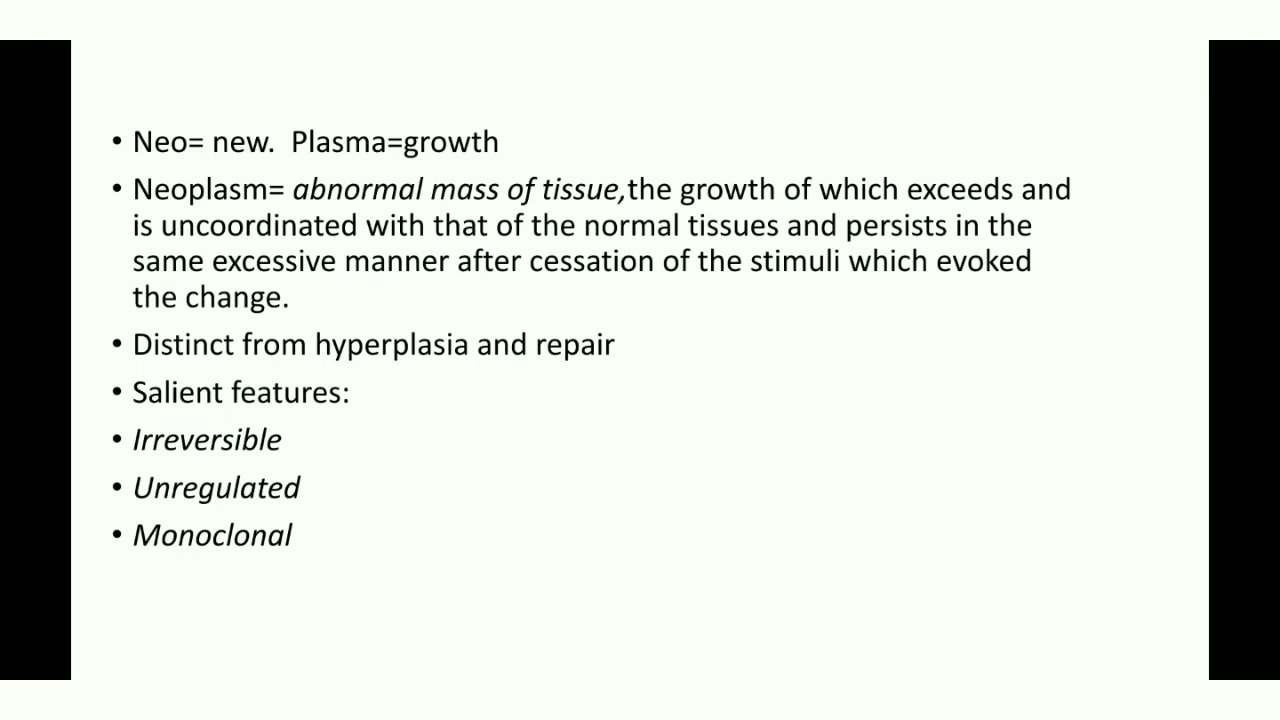 • Neo= new.  Plasma=growth
• Neoplasm= abnormal mass of tissue,the growth of which exceeds and
is uncoordinated with that of the normal tissues and persists in the
same excessive manner after cessation of the stimuli which evoked
the change.
• Distinct from hyperplasia and repair
• Salient features:
• Irreversible
• Unregulated
• Monoclonal